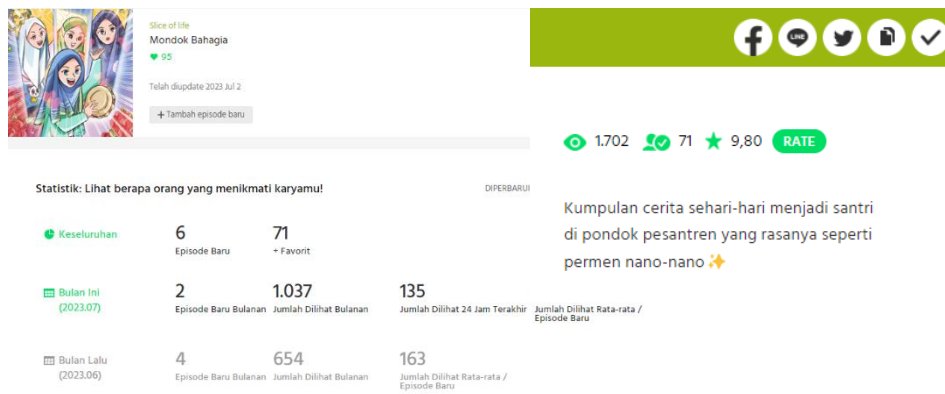 Slice of life
Mondok Bahagia
95
Telah diupdate 2023 Jul 2
+ Tambah episode baru
Statistik: Lihat berapa orang yang menikmati karyamu!
DIPERBARUI
Keseluruhan
6
Episode Baru
71
+ Favorit
Bulan Ini
(2023.07)
2
Episode Baru Bulanan
1.037
Jumlah Dilihat Bulanan
135
Jumlah Dilihat 24 Jam Terakhir
Jumlah Dilihat Rata-rata /
Episode Baru
Bulan Lalu
(2023.06)
4
Episode Baru Bulanan
654
Jumlah Dilihat Bulanan
163
Jumlah Dilihat Rata-rata /
Episode Baru
LINE
1.702 71 9,80 RATE
Kumpulan cerita sehari-hari menjadi santri
di pondok pesantren yang rasanya seperti
permen nano-nano ✨